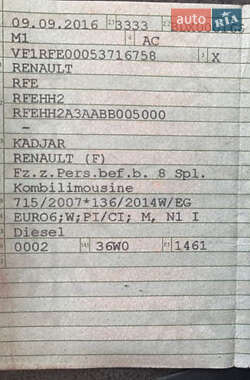 09.09.2016 3333
auto RIA
M1 AC
VF1RFE00053716758 X
RENAULT
RFE
RFEHH2
RFEHH2A3AABB005000
–
KADJAR
RENAULT (F)
Fz.z.Pers.bef.b. 8 Spl.
Kombilimousine
715/2007*136/2014W/EG
EURO6;W;PI/CI; M, N1 I
Diesel
0002 36W0 1461